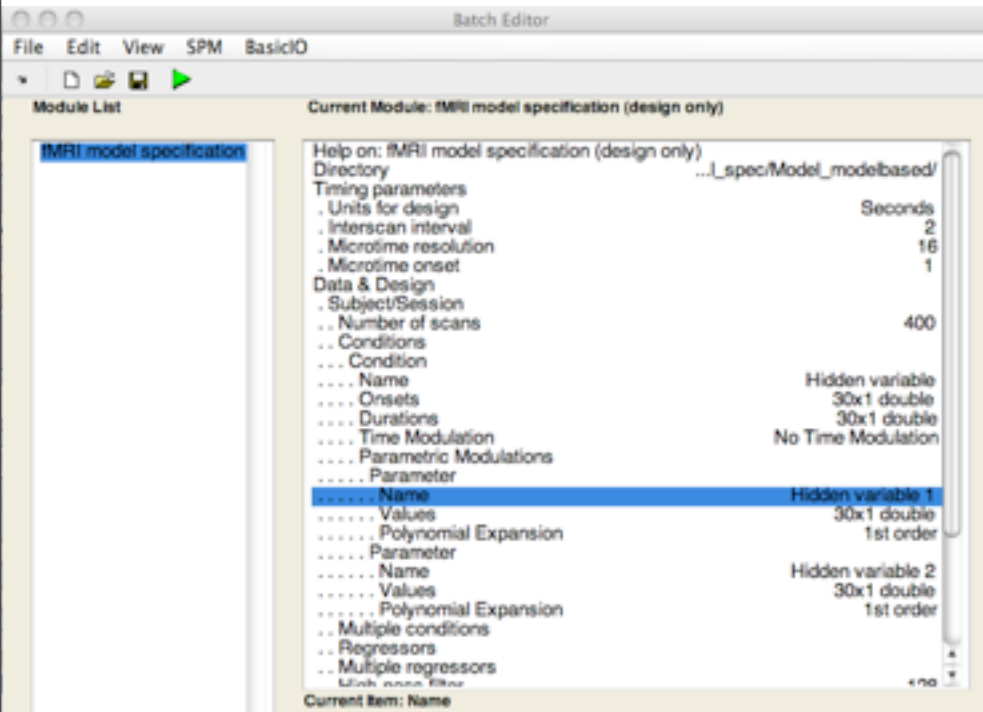 Batch Editor
File Edit View SPM BasicIO
Module List
Current Module: fMRI model specification (design only)
fMRI model specification
Help on: fMRI model specification (design only)
Directory ...l_spec/Model_modelbased/
Timing parameters
. Units for design Seconds
. Interscan interval 2
. Microtime resolution 16
. Microtime onset 1
Data & Design
. Subject/Session
. . Number of scans 400
. . Conditions
. . . Condition
. . . . Name Hidden variable
. . . . Onsets 30x1 double
. . . . Durations 30x1 double
. . . . Time Modulation No Time Modulation
. . . . Parametric Modulations
. . . . . Parameter
. . . . . . Name Hidden variable 1
. . . . . . Values 30x1 double
. . . . . . Polynomial Expansion 1st order
. . . . . Parameter
. . . . . . Name Hidden variable 2
. . . . . . Values 30x1 double
. . . . . . Polynomial Expansion 1st order
. . Multiple conditions
. . Regressors
. . Multiple regressors
. . High-pass filter 128
Current Item: Name